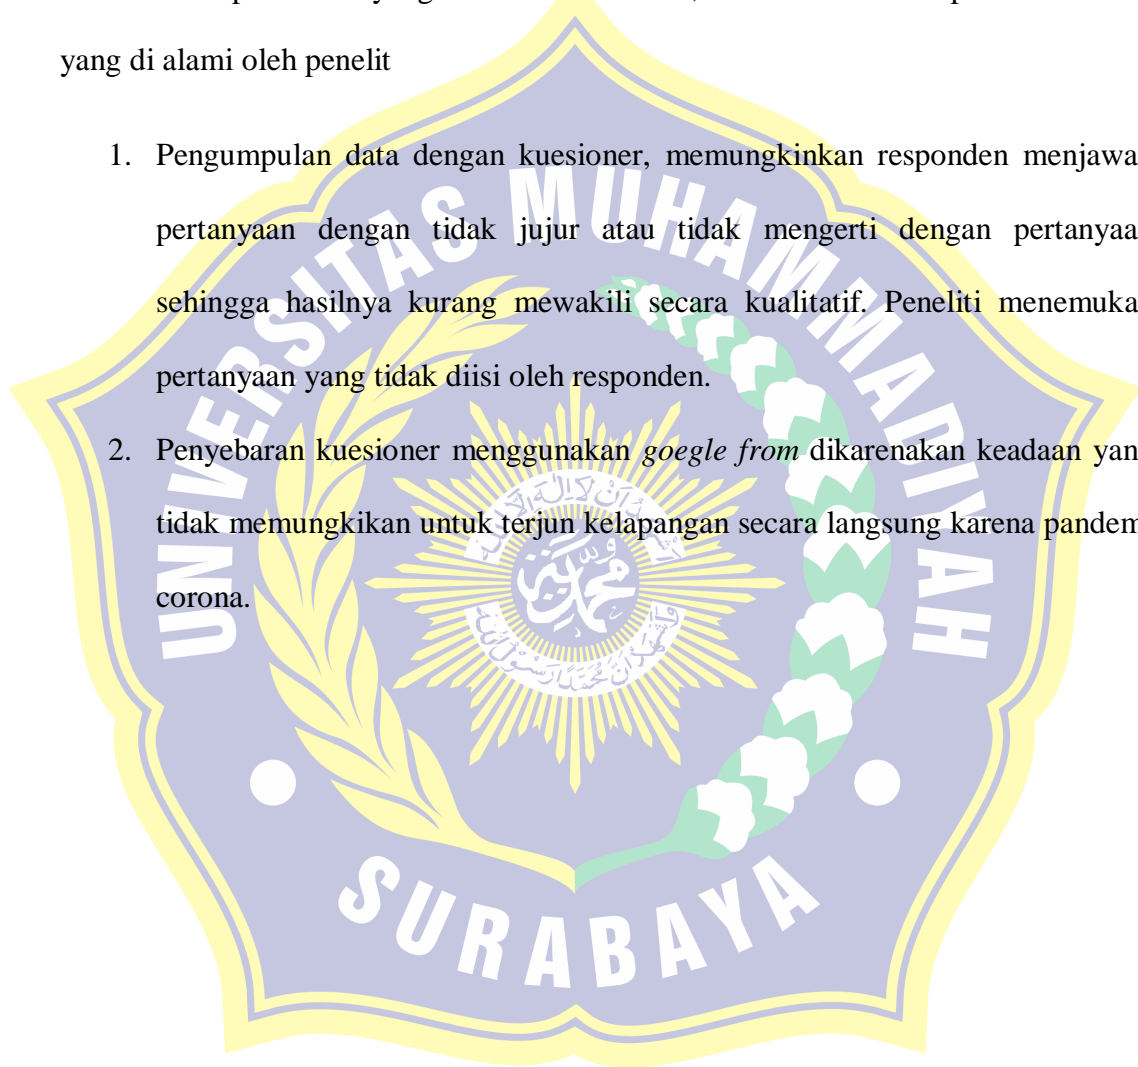 yang di alami oleh penelit
1. Pengumpulan data dengan kuesioner, memungkinkan responden menjawa
pertanyaan dengan tidak jujur atau tidak mengerti dengan pertanyaa
sehingga hasilnya kurang mewakili secara kualitatif. Peneliti menemuka
pertanyaan yang tidak diisi oleh responden.
2. Penyebaran kuesioner menggunakan goegle from dikarenakan keadaan yan
tidak memungkikan untuk terjun kelapangan secara langsung karena pandem
corona.
UNIVERSITAS MUHAMMADIYAH
SURABAYA